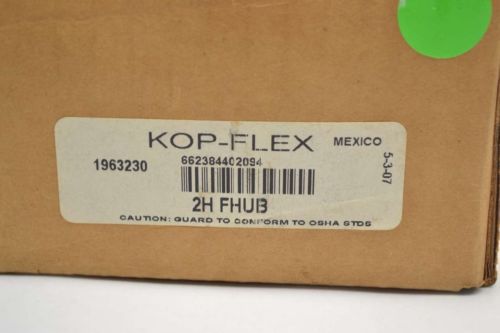 KOP-FLEX MEXICO
1963230 662384402094 5-3-07
2H FHUB
CAUTION: GUARD TO CONFORM TO OSHA STDS